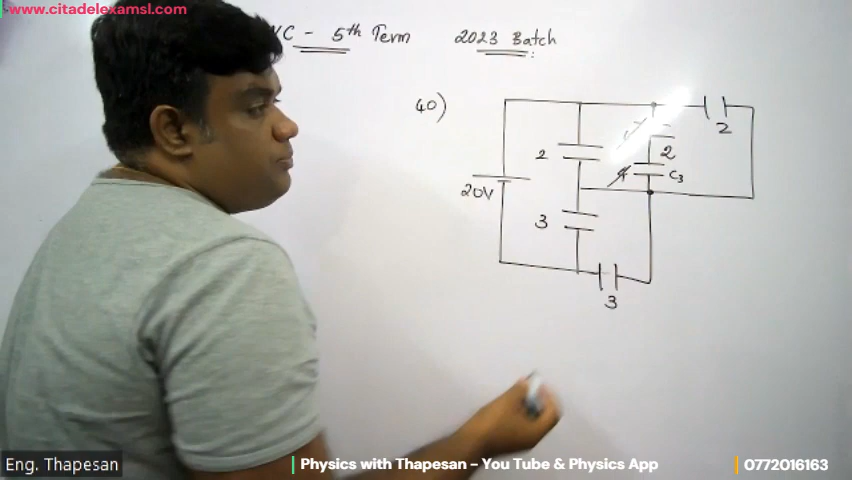 www.citadelexamsl.com
VC - 5th Term 2023 Batch
40)
2
2
2
C3
20V
3
3
Eng. Thapesan
Physics with Thapesan – You Tube & Physics App
0772016163